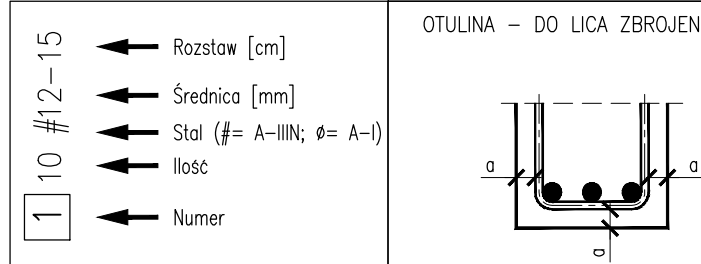 1 10 #12-15
Rozstaw [cm]
Średnica [mm]
Stal (#= A-IIIN; ø= A-I)
Ilość
Numer
OTULINA - DO LICA ZBROJEN
a
a
a